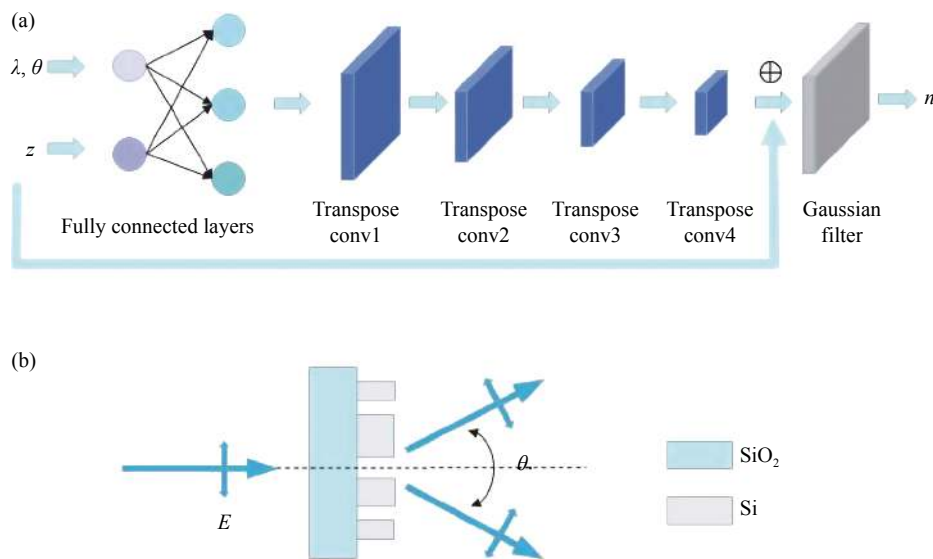 (a)
λ, θ
z
n
Fully connected layers
Transpose
conv1
Transpose
conv2
Transpose
conv3
Transpose
conv4
Gaussian
filter
(b)
E
θ
SiO₂
Si